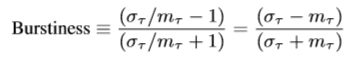 Burstiness ≡ (σ_τ/m_τ − 1) / (σ_τ/m_τ + 1) = (σ_τ − m_τ) / (σ_τ + m_τ)